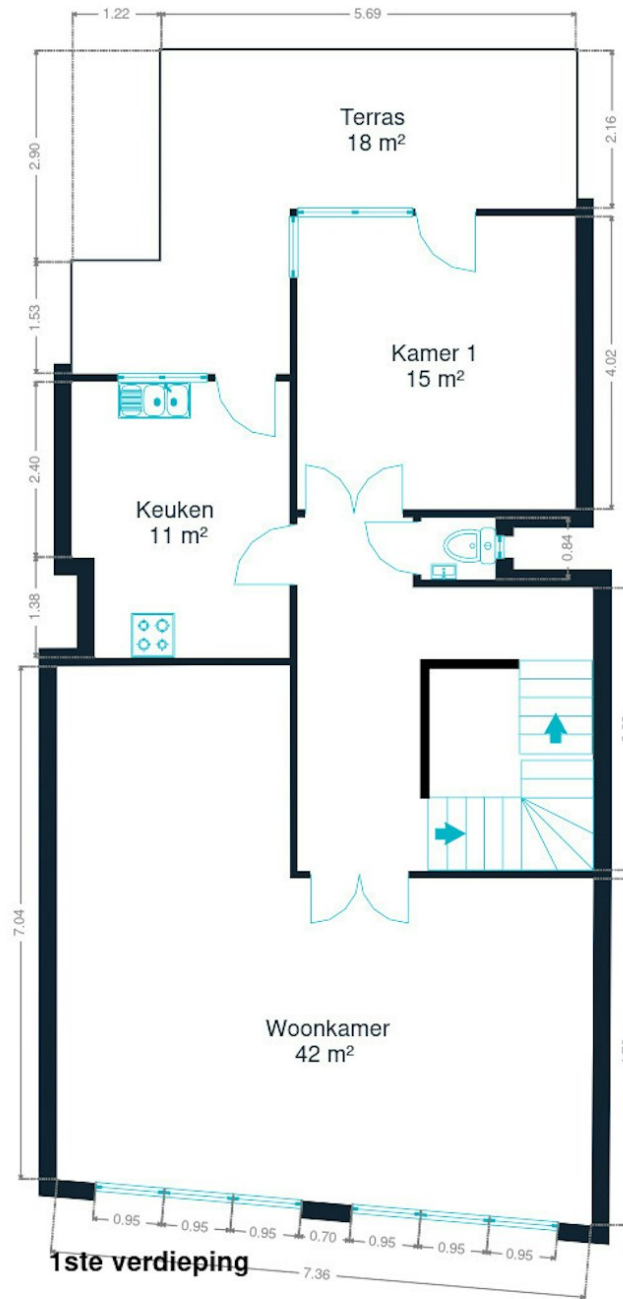 1.22
5.69
Terras
18 m²
2.16
2.90
1.53
Kamer 1
15 m²
4.02
2.40
Keuken
11 m²
0.84
1.38
7.04
Woonkamer
42 m²
0.95
0.95
0.95
0.70
0.95
0.95
0.95
1ste verdieping
7.36